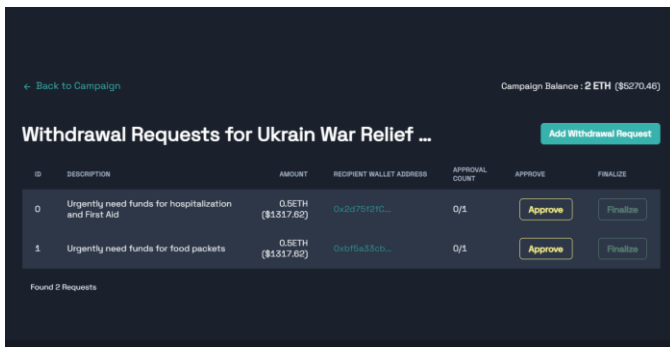 ← Back to Campaign
Campaign Balance : 2 ETH ($5270.46)
Withdrawal Requests for Ukrain War Relief ...
Add Withdrawal Request
ID DESCRIPTION AMOUNT RECIPIENT WALLET ADDRESS APPROVAL COUNT APPROVE FINALIZE
0 Urgently need funds for hospitalization and First Aid 0.5ETH ($1317.62) 0x2d75f2fC... 0/1 Approve Finalize
1 Urgently need funds for food packets 0.5ETH ($1317.62) 0xbf6a33cb... 0/1 Approve Finalize
Found 2 Requests